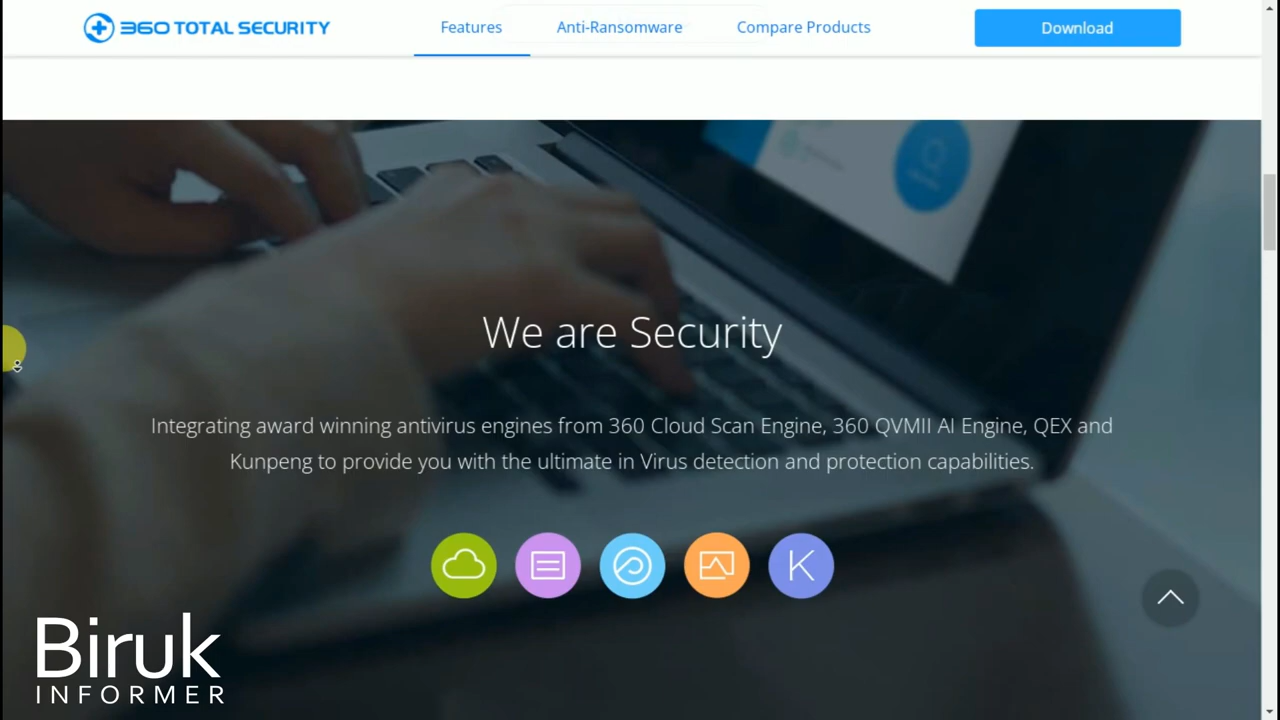 360 TOTAL SECURITY
Features
Anti-Ransomware
Compare Products
Download
We are Security
Integrating award winning antivirus engines from 360 Cloud Scan Engine, 360 QVMII AI Engine, QEX and
Kunpeng to provide you with the ultimate in Virus detection and protection capabilities.
K
Biruk
INFORMER